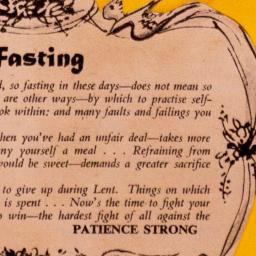 Fasting
, so fasting in these days—does not mean so
are other ways—by which to practise self-
ok within; and many faults and failings you
hen you've had an unfair deal—takes more
ny yourself a meal . . . Refraining from
would be sweet—demands a greater sacrifice
to give up during Lent. Things on which
is spent . . . Now's the time to fight your
win—the hardest fight of all against the
PATIENCE STRONG